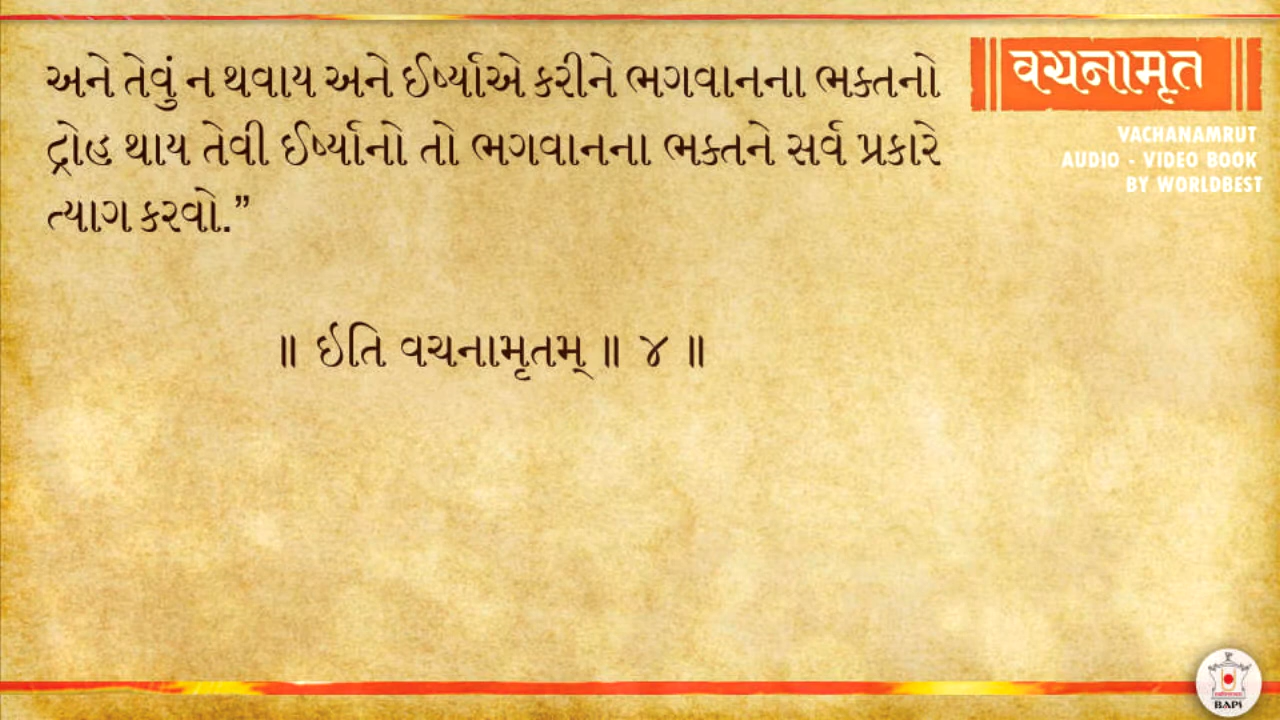 અને તેવું ન થવાય અને ઈર્ષ્યાએ કરીને ભગવાનના ભક્તનો
દ્રોહ થાય તેવી ઈર્ષ્યાનો તો ભગવાનના ભક્તને સર્વ પ્રકારે
ત્યાગ કરવો.”
॥ ઇતિ વચનામૃતમ્ ॥ ૪ ॥
વચનામૃત
VACHANAMRUT
AUDIO - VIDEO BOOK
BY WORLDBEST
BAPS